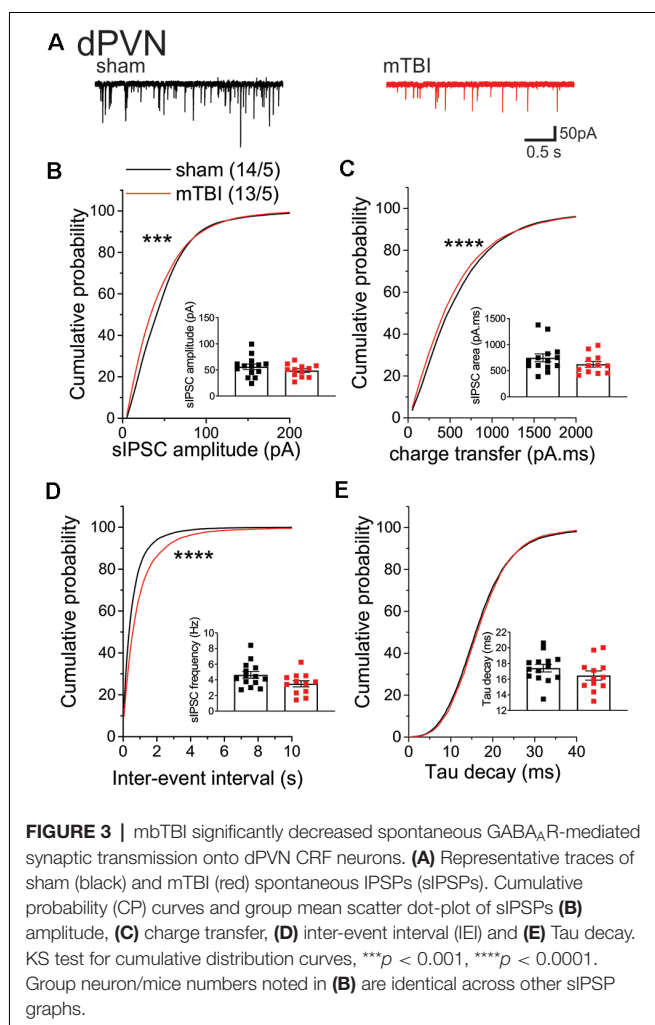 A dPVN
sham
mTBI
50pA
0.5 s
B
sham (14/5)
mTBI (13/5)
Cumulative probability
100
80
60
40
20
0
***
sIPSC amplitude (pA)
150
100
50
0
0 100 200
sIPSC amplitude (pA)
C
Cumulative probability
100
80
60
40
20
0
****
sIPSC area (pA.ms)
1500
1000
500
0
0 500 1000 1500 2000
charge transfer (pA.ms)
D
Cumulative probability
100
80
60
40
20
0
****
sIPSC frequency (Hz)
10
8
6
4
2
0
0 2 4 6 8 10
Inter-event interval (s)
E
Cumulative probability
100
80
60
40
20
0
Tau decay (ms)
22
20
18
16
14
12
0 10 20 30 40
Tau decay (ms)
FIGURE 3 | mbTBI significantly decreased spontaneous GABA_AR-mediated
synaptic transmission onto dPVN CRF neurons. (A) Representative traces of
sham (black) and mTBI (red) spontaneous IPSPs (sIPSPs). Cumulative
probability (CP) curves and group mean scatter dot-plot of sIPSPs (B)
amplitude, (C) charge transfer, (D) inter-event interval (IEI) and (E) Tau decay.
KS test for cumulative distribution curves, ***p < 0.001, ****p < 0.0001.
Group neuron/mice numbers noted in (B) are identical across other sIPSP
graphs.